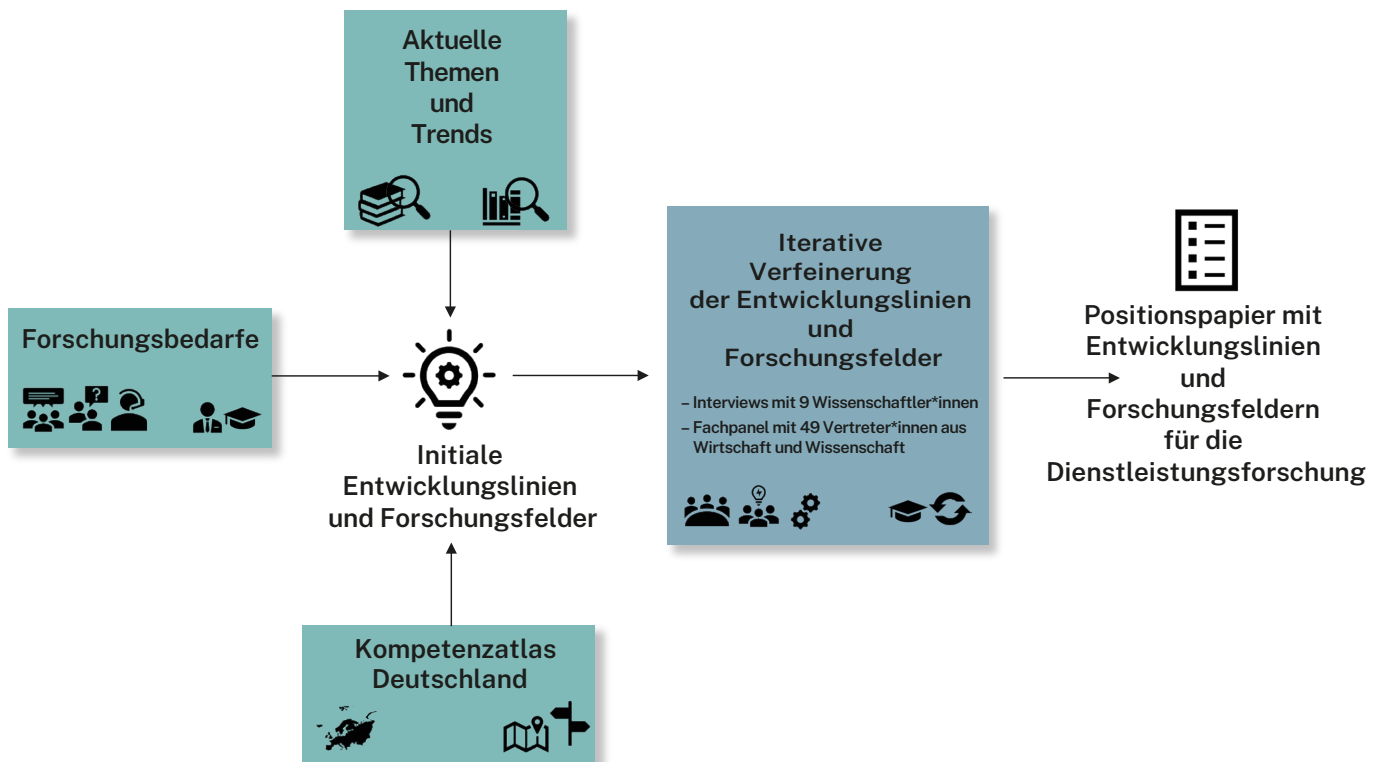 Aktuelle
Themen
und
Trends
Forschungsbedarfe
?
Initiale
Entwicklungslinien
und Forschungsfelder
Kompetenzatlas
Deutschland
Iterative
Verfeinerung
der Entwicklungslinien
und
Forschungsfelder
– Interviews mit 9 Wissenschaftler*innen
– Fachpanel mit 49 Vertreter*innen aus
Wirtschaft und Wissenschaft
Positionspapier mit
Entwicklungslinien
und
Forschungsfeldern
für die
Dienstleistungsforschung